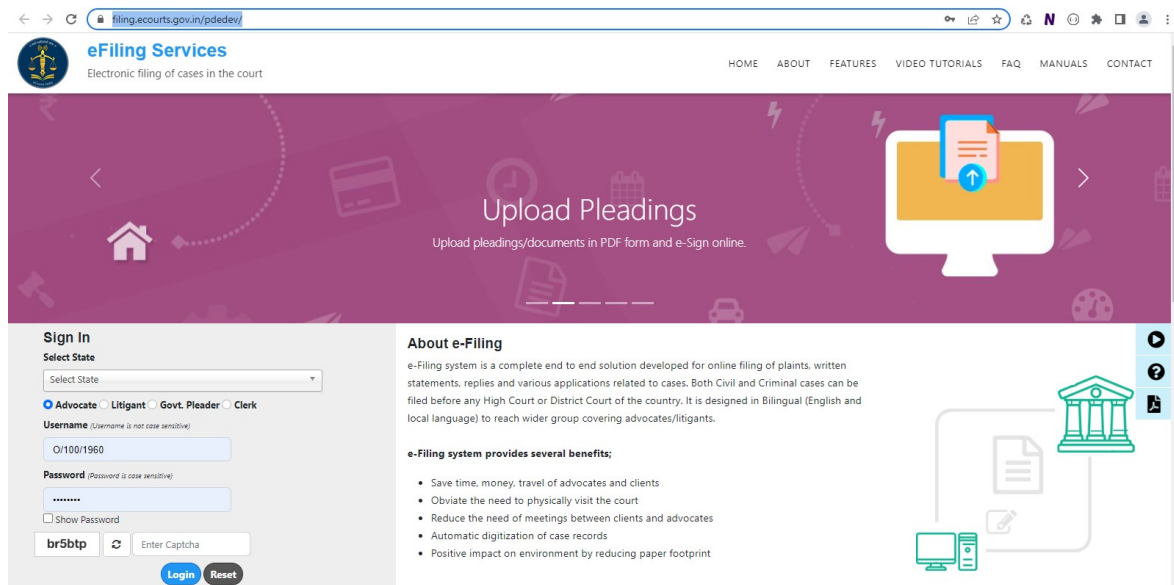 filing.ecourts.gov.in/pdedev/
eFiling Services
Electronic filing of cases in the court
HOME ABOUT FEATURES VIDEO TUTORIALS FAQ MANUALS CONTACT
Upload Pleadings
Upload pleadings/documents in PDF form and e-Sign online.
Sign In
Select State
Select State
Advocate Litigant Govt. Pleader Clerk
Username (Username is not case sensitive)
O/100/1960
Password (Password is case sensitive)
........
Show Password
br5btp Enter Captcha
Login Reset
About e-Filing
e-Filing system is a complete end to end solution developed for online filing of plaints, written
statements, replies and various applications related to cases. Both Civil and Criminal cases can be
filed before any High Court or District Court of the country. It is designed in Bilingual (English and
local language) to reach wider group covering advocates/litigants.
e-Filing system provides several benefits;
• Save time, money, travel of advocates and clients
• Obviate the need to physically visit the court
• Reduce the need of meetings between clients and advocates
• Automatic digitization of case records
• Positive impact on environment by reducing paper footprint